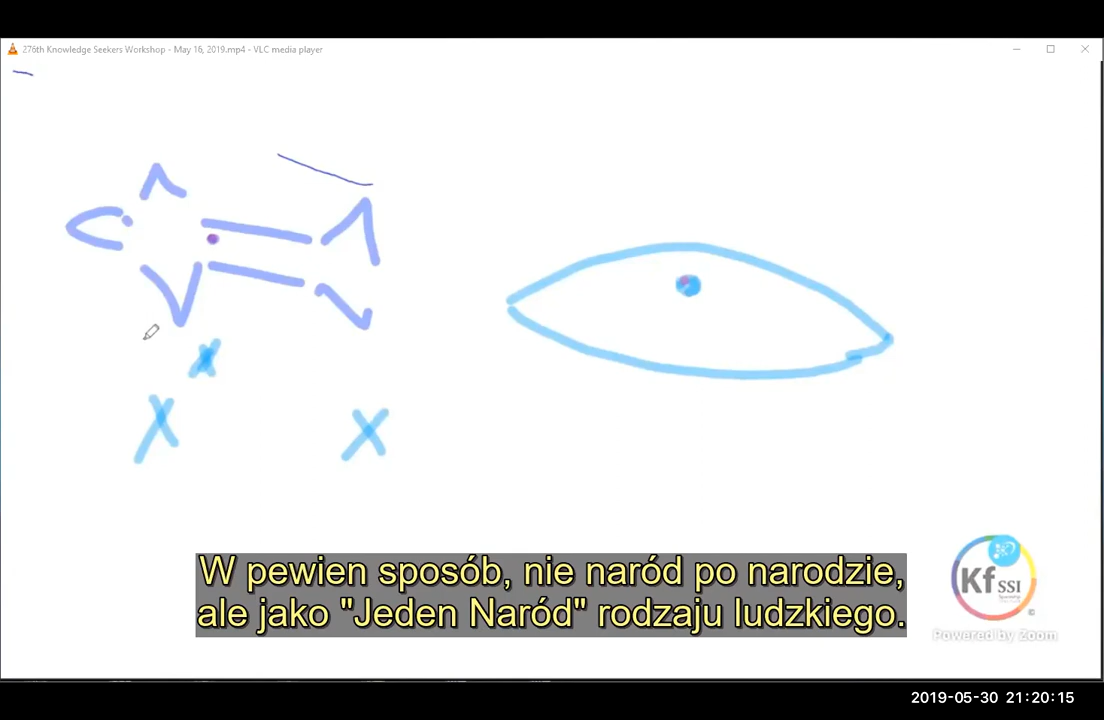 276th Knowledge Seekers Workshop - May 16, 2019.mp4 - VLC media player
X
X
X
W pewien sposób, nie naród po narodzie,
ale jako "Jeden Naród" rodzaju ludzkiego.
Kf SSI
©
Powered by Zoom
2019-05-30 21:20:15